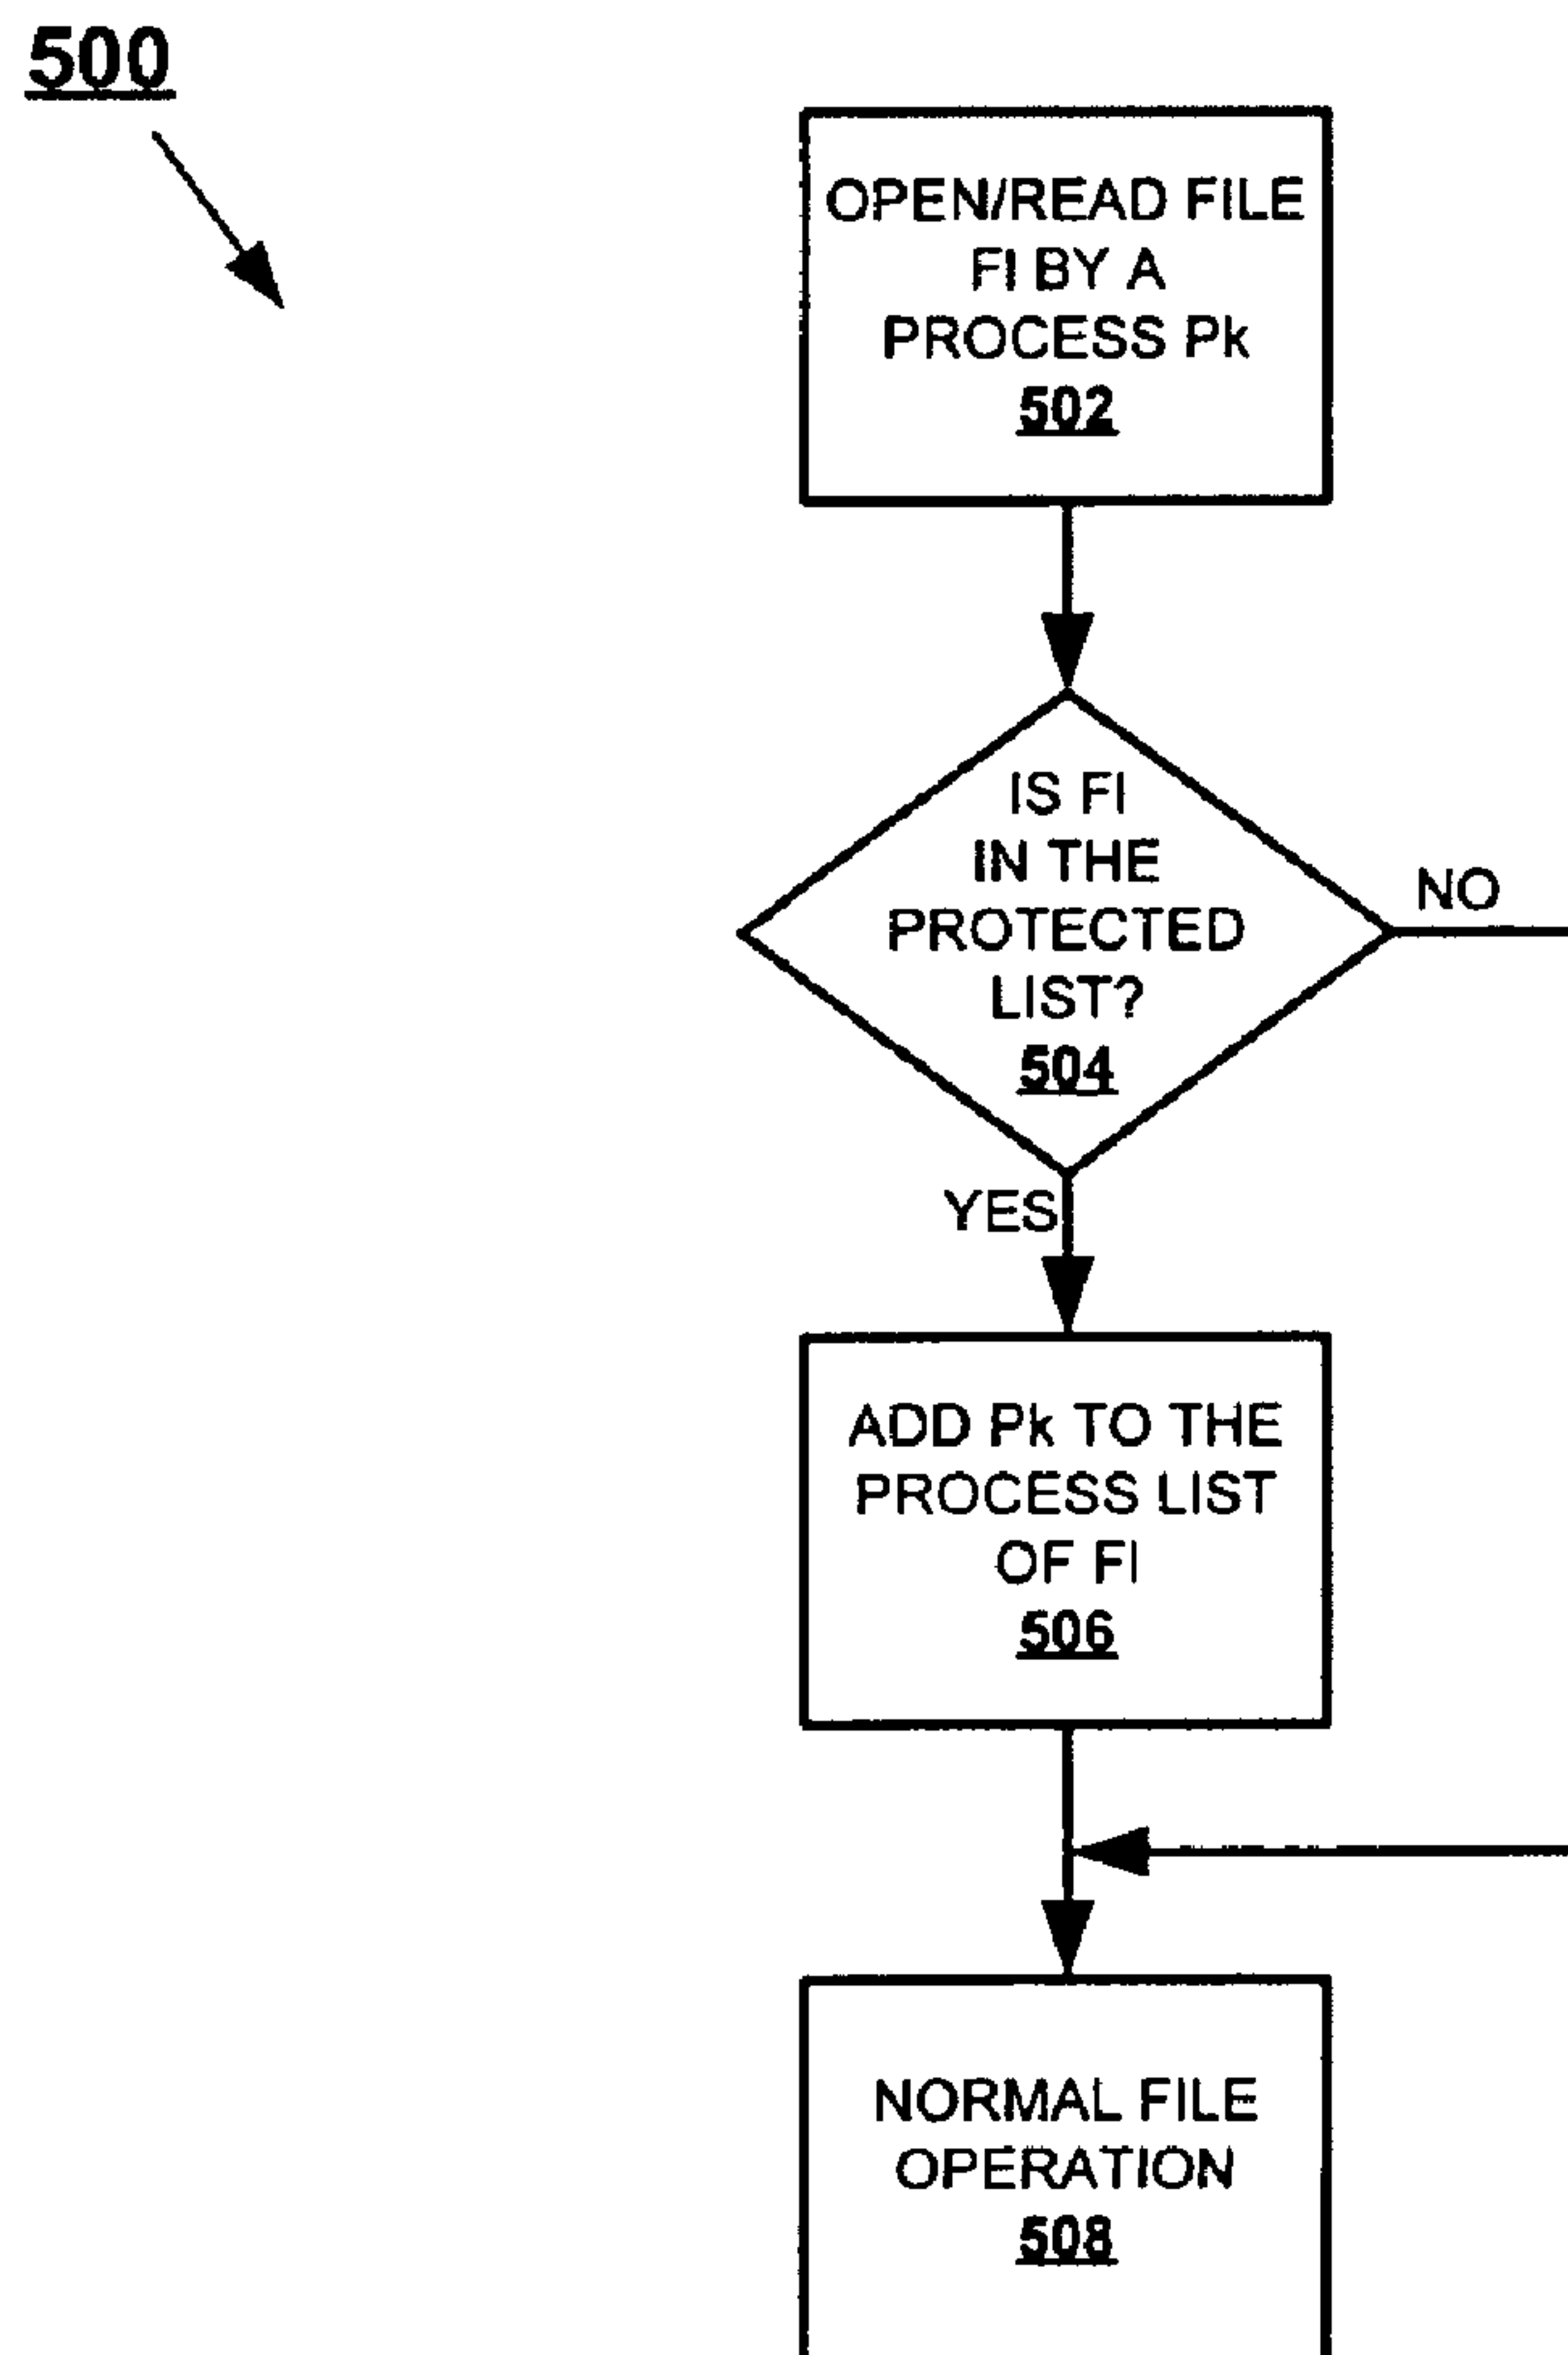 500
OPEN/READ FILE
FI BY A
PROCESS Pk
502
IS FI
IN THE
PROTECTED
LIST?
504
NO
YES
ADD Pk TO THE
PROCESS LIST
OF FI
506
NORMAL FILE
OPERATION
508